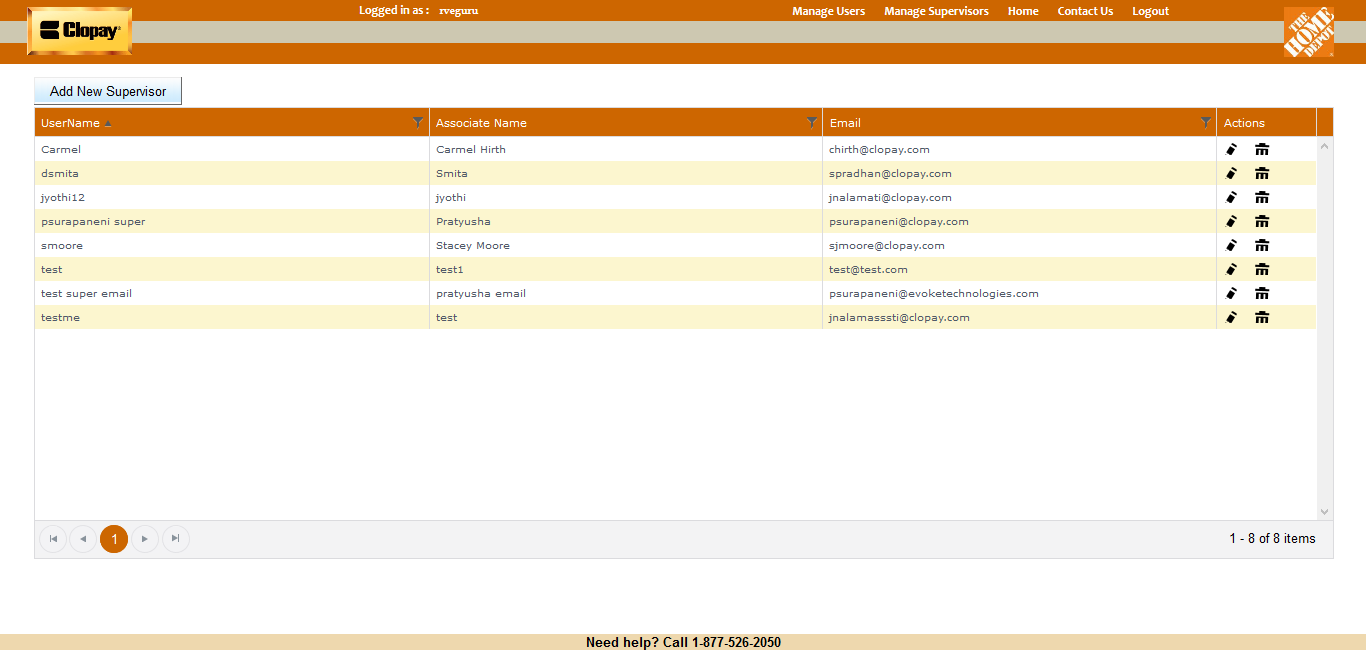 Logged in as : rveguru Manage Users Manage Supervisors Home Contact Us Logout
Clopay
THE HOME DEPOT
Add New Supervisor
UserName Associate Name Email Actions
Carmel Carmel Hirth chirth@clopay.com
dsmita Smita spradhan@clopay.com
jyothi12 jyothi jnalamati@clopay.com
psurapaneni super Pratyusha psurapaneni@clopay.com
smoore Stacey Moore sjmoore@clopay.com
test test1 test@test.com
test super email pratyusha email psurapaneni@evoketechnologies.com
testme test jnalamasssti@clopay.com
1 1 - 8 of 8 items
Need help? Call 1-877-526-2050